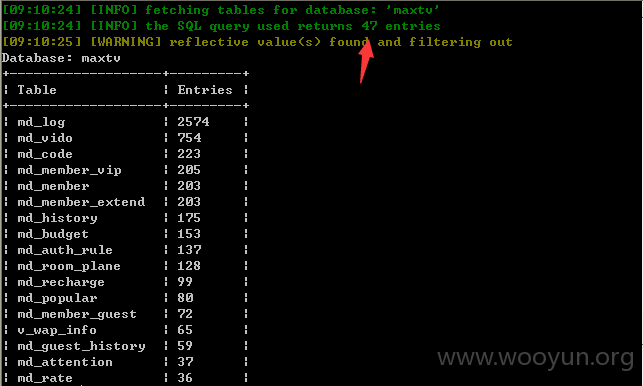 [09:10:24] [INFO] fetching tables for database: 'maxtv'
[09:10:24] [INFO] the SQL query used returns 47 entries
[09:10:25] [WARNING] reflective value(s) found and filtering out
Database: maxtv
+------------------+---------+
| Table | Entries |
+------------------+---------+
| md_log | 2574 |
| md_vido | 754 |
| md_code | 223 |
| md_member_vip | 205 |
| md_member | 203 |
| md_member_extend | 203 |
| md_history | 175 |
| md_budget | 153 |
| md_auth_rule | 137 |
| md_room_plane | 128 |
| md_recharge | 99 |
| md_popular | 80 |
| md_member_guest | 72 |
| v_wap_info | 65 |
| md_guest_history | 59 |
| md_attention | 37 |
| md_rate | 36 |
www.wooyun.org